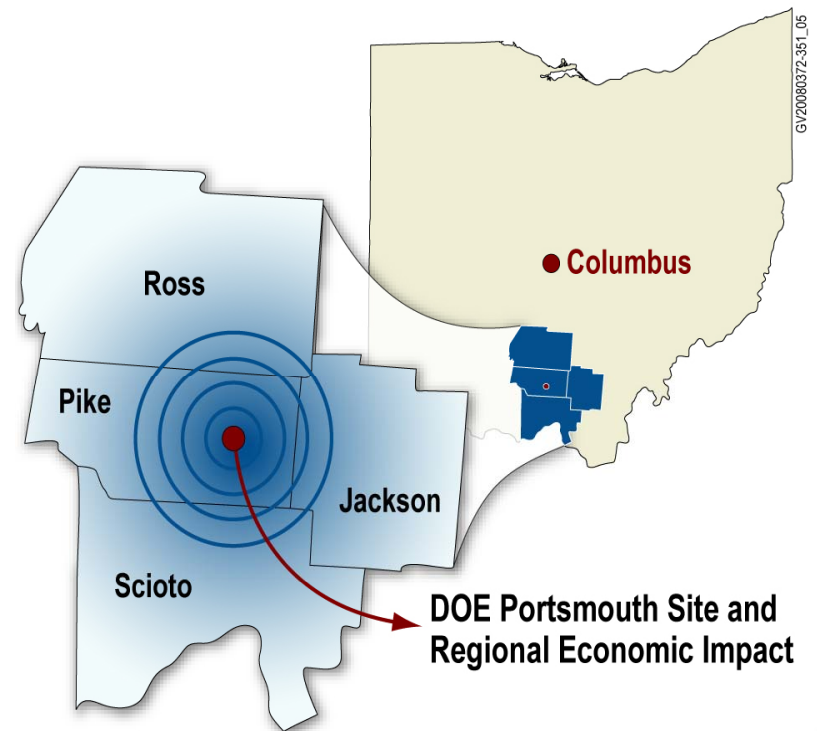 GV20080372-351_05
Columbus
Ross
Pike
Jackson
Scioto
DOE Portsmouth Site and
Regional Economic Impact